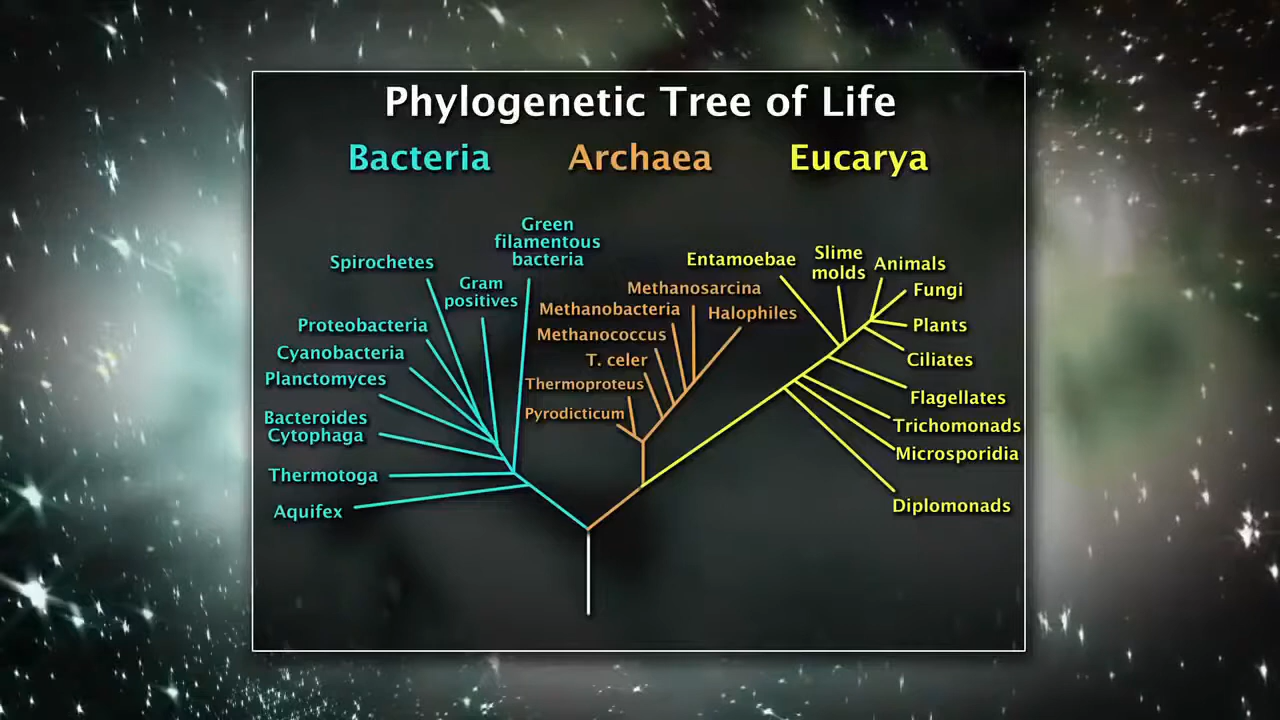 Phylogenetic Tree of Life
Bacteria Archaea Eucarya
Green
filamentous
bacteria
Spirochetes
Gram
positives
Proteobacteria
Cyanobacteria
Planctomyces
Bacteroides
Cytophaga
Thermotoga
Aquifex
Methanosarcina
Methanobacteria
Halophiles
Methanococcus
T. celer
Thermoproteus
Pyrodicticum
Entamoebae
Slime
molds
Animals
Fungi
Plants
Ciliates
Flagellates
Trichomonads
Microsporidia
Diplomonads